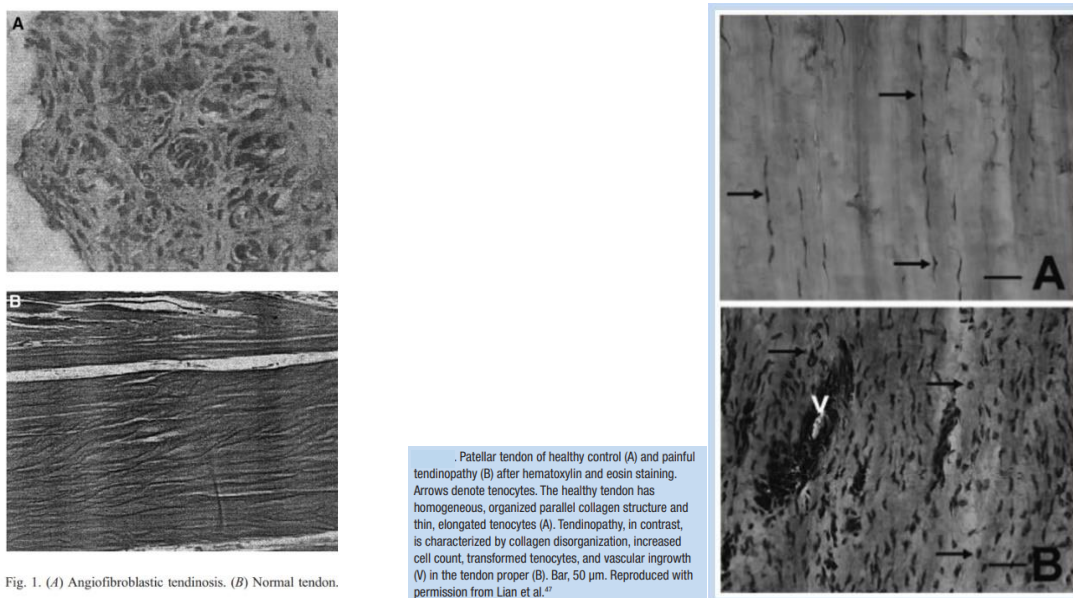 A
B
Fig. 1. (A) Angiofibroblastic tendinosis. (B) Normal tendon.
. Patellar tendon of healthy control (A) and painful
tendinopathy (B) after hematoxylin and eosin staining.
Arrows denote tenocytes. The healthy tendon has
homogeneous, organized parallel collagen structure and
thin, elongated tenocytes (A). Tendinopathy, in contrast,
is characterized by collagen disorganization, increased
cell count, transformed tenocytes, and vascular ingrowth
(V) in the tendon proper (B). Bar, 50 μm. Reproduced with
permission from Lian et al.47
A
V
B